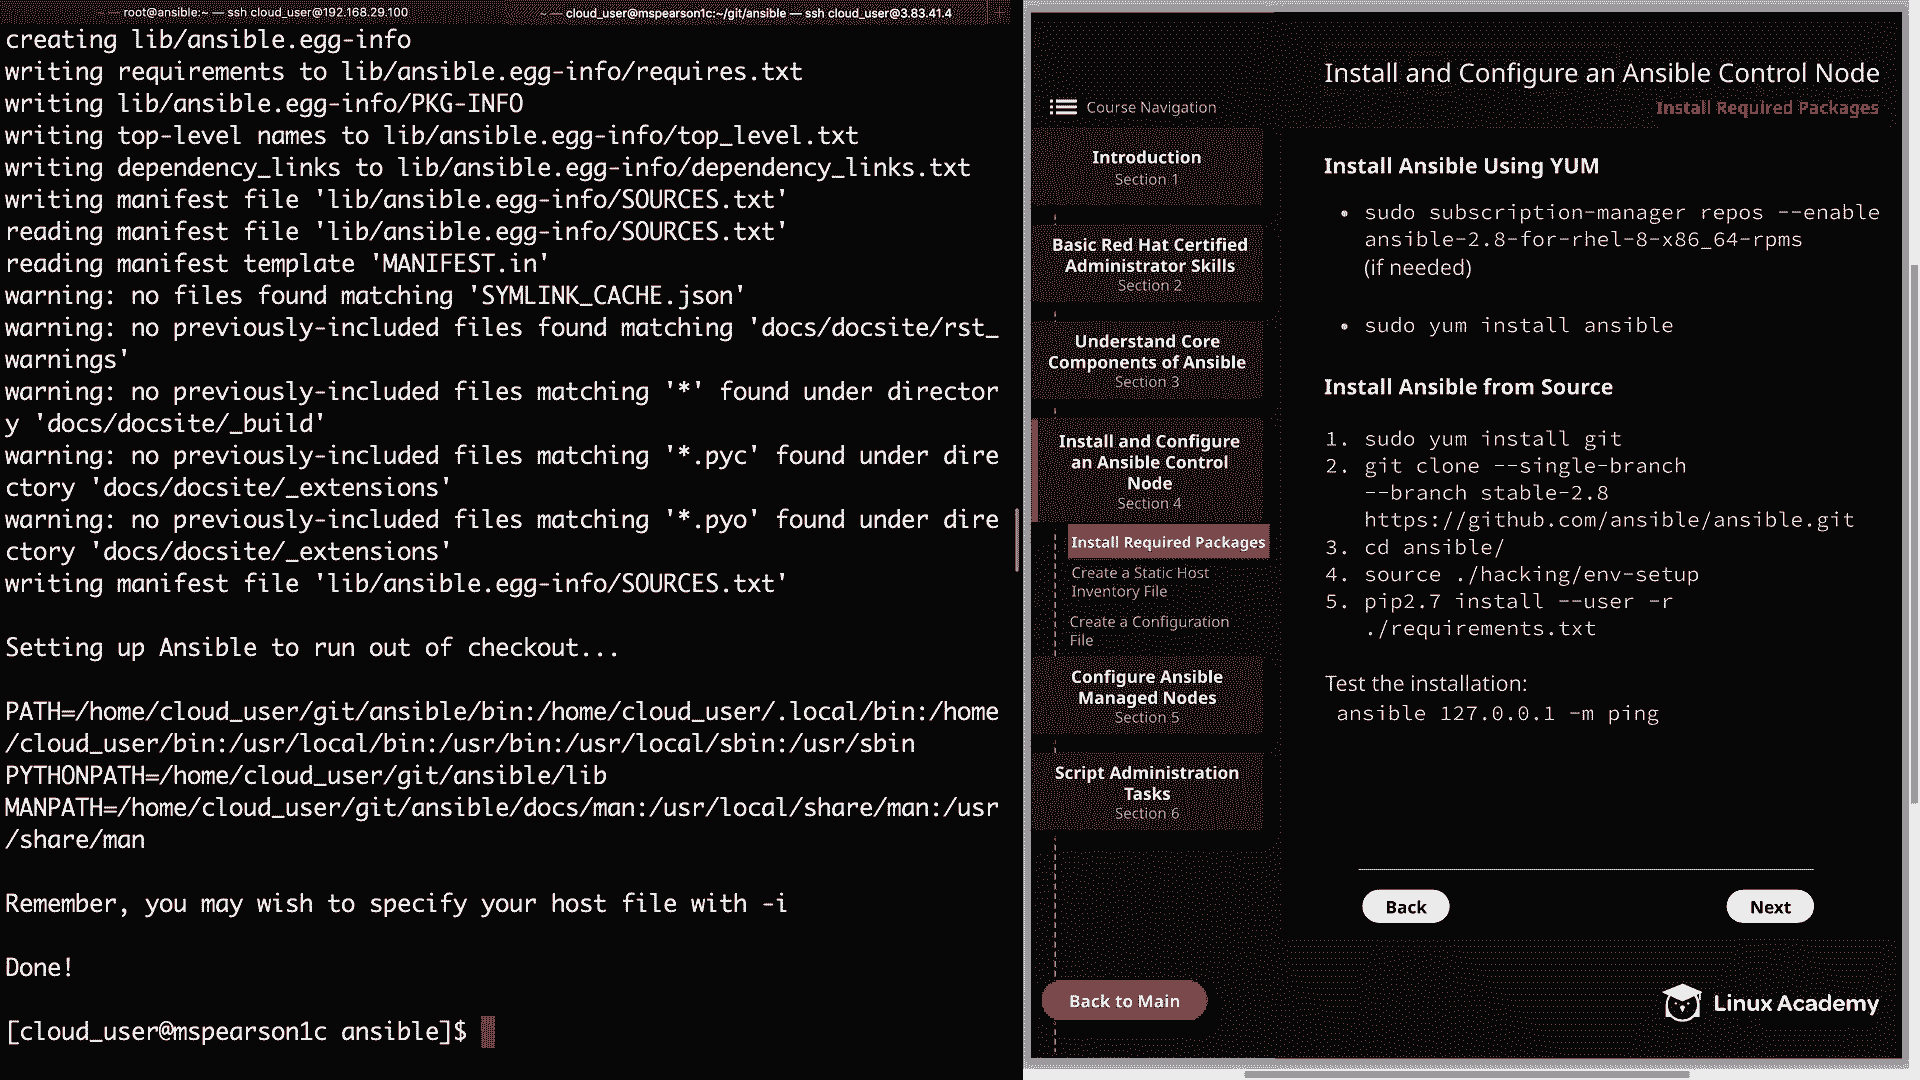 root@ansible:~ — ssh cloud_user@192.168.29.100
~ — cloud_user@mspearson1c:~/git/ansible — ssh cloud_user@3.83.41.4
creating lib/ansible.egg-info
writing requirements to lib/ansible.egg-info/requires.txt
writing lib/ansible.egg-info/PKG-INFO
writing top-level names to lib/ansible.egg-info/top_level.txt
writing dependency_links to lib/ansible.egg-info/dependency_links.txt
writing manifest file 'lib/ansible.egg-info/SOURCES.txt'
reading manifest file 'lib/ansible.egg-info/SOURCES.txt'
reading manifest template 'MANIFEST.in'
warning: no files found matching 'SYMLINK_CACHE.json'
warning: no previously-included files found matching 'docs/docsite/rst_
warnings'
warning: no previously-included files matching '*' found under director
y 'docs/docsite/_build'
warning: no previously-included files matching '*.pyc' found under dire
ctory 'docs/docsite/_extensions'
warning: no previously-included files matching '*.pyo' found under dire
ctory 'docs/docsite/_extensions'
writing manifest file 'lib/ansible.egg-info/SOURCES.txt'
Setting up Ansible to run out of checkout...
PATH=/home/cloud_user/git/ansible/bin:/home/cloud_user/.local/bin:/home
/cloud_user/bin:/usr/local/bin:/usr/bin:/usr/local/sbin:/usr/sbin
PYTHONPATH=/home/cloud_user/git/ansible/lib
MANPATH=/home/cloud_user/git/ansible/docs/man:/usr/local/share/man:/usr
/share/man
Remember, you may wish to specify your host file with -i
Done!
[cloud_user@mspearson1c ansible]$
Install and Configure an Ansible Control Node
Course Navigation
Install Required Packages
Introduction
Section 1
Basic Red Hat Certified
Administrator Skills
Section 2
Understand Core
Components of Ansible
Section 3
Install and Configure
an Ansible Control
Node
Section 4
Install Required Packages
Create a Static Host
Inventory File
Create a Configuration
File
Configure Ansible
Managed Nodes
Section 5
Script Administration
Tasks
Section 6
Back to Main
Install Ansible Using YUM
• sudo subscription-manager repos --enable
ansible-2.8-for-rhel-8-x86_64-rpms
(if needed)
• sudo yum install ansible
Install Ansible from Source
1. sudo yum install git
2. git clone --single-branch
--branch stable-2.8
https://github.com/ansible/ansible.git
3. cd ansible/
4. source ./hacking/env-setup
5. pip2.7 install --user -r
./requirements.txt
Test the installation:
ansible 127.0.0.1 -m ping
Back
Next
Linux Academy